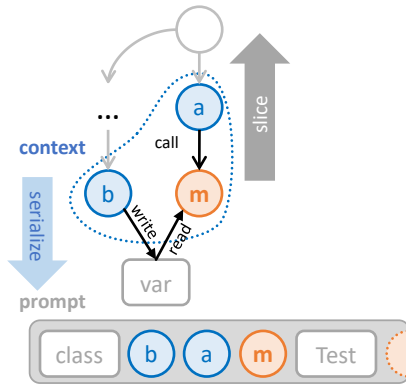 a
...
slice
call
context
b
m
serialize
write
read
var
prompt
class
b
a
m
Test